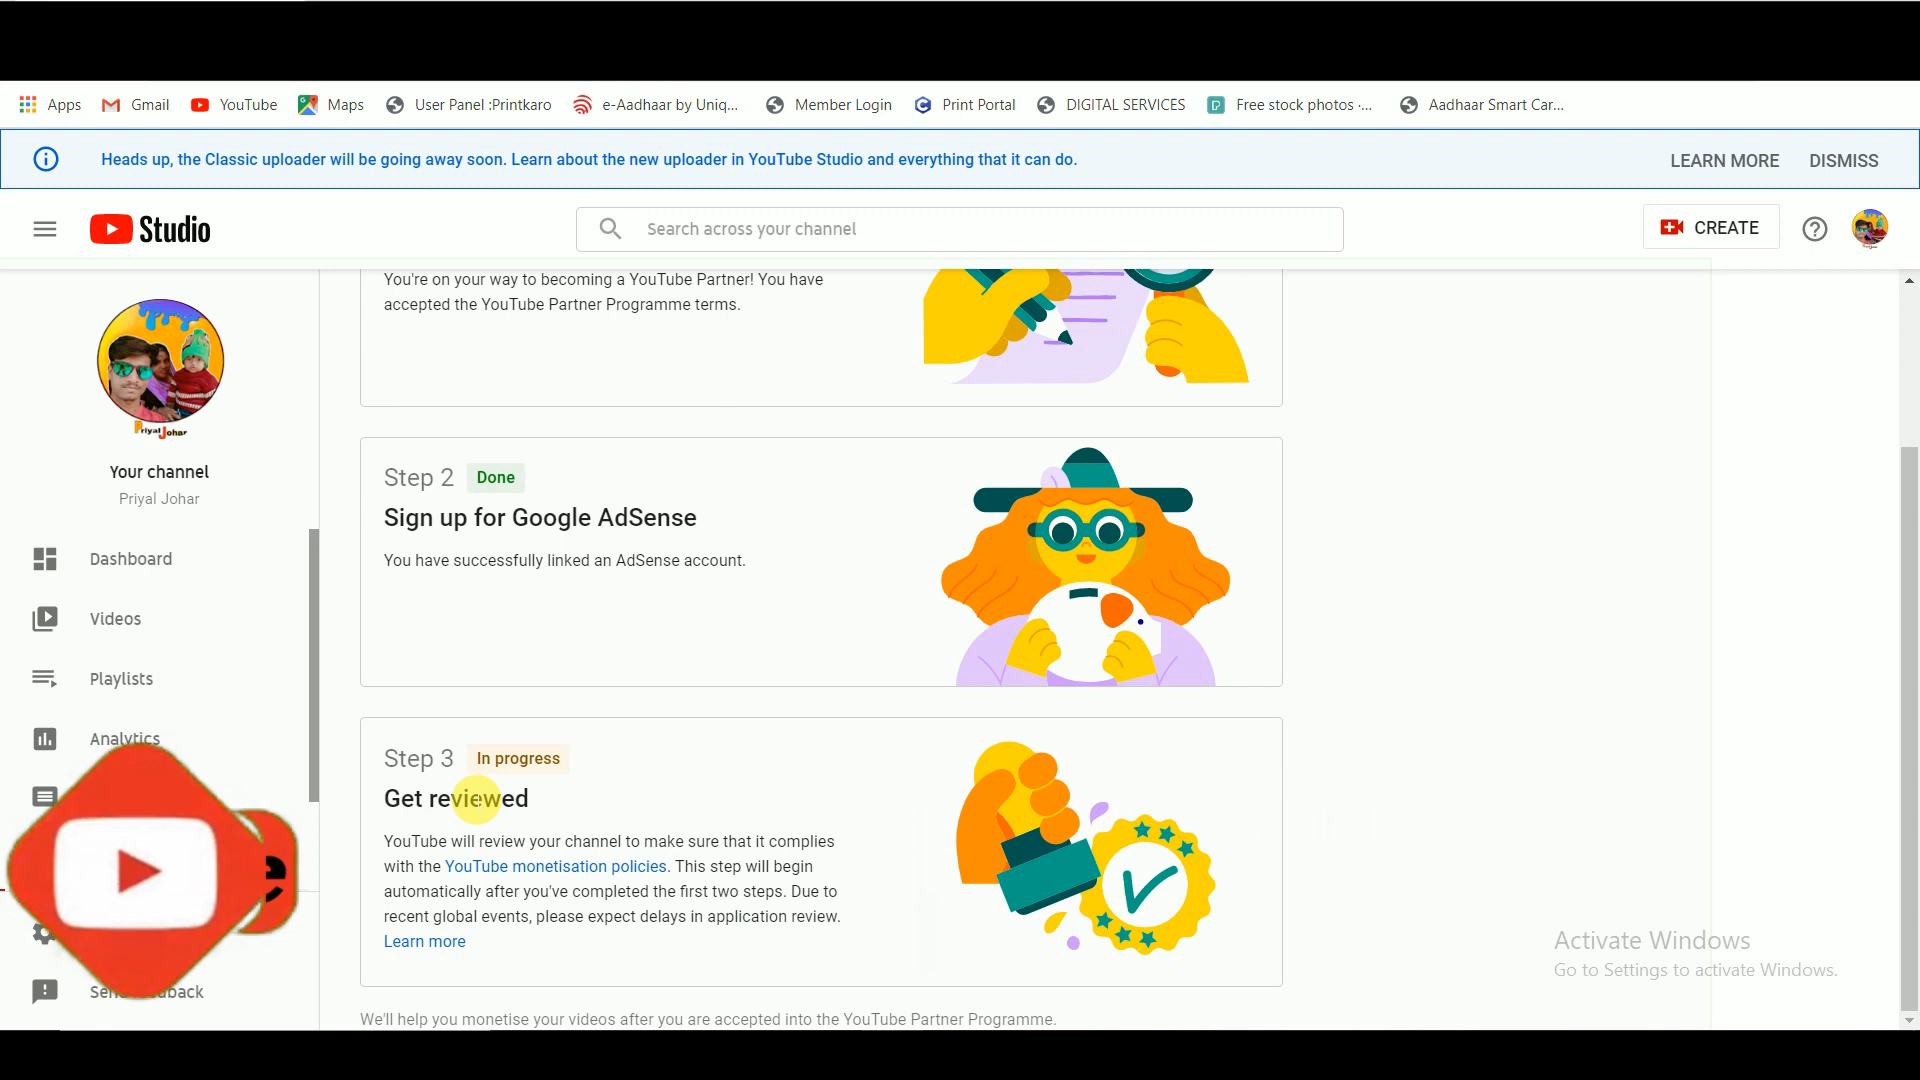 Apps Gmail YouTube Maps User Panel :Printkaro e-Aadhaar by Uniq... Member Login Print Portal DIGITAL SERVICES Free stock photos ·... Aadhaar Smart Car...
Heads up, the Classic uploader will be going away soon. Learn about the new uploader in YouTube Studio and everything that it can do. LEARN MORE DISMISS
Studio Search across your channel CREATE
You're on your way to becoming a YouTube Partner! You have
accepted the YouTube Partner Programme terms.
Priyal Johar
Your channel
Priyal Johar
Dashboard
Videos
Playlists
Analytics
Step 2 Done
Sign up for Google AdSense
You have successfully linked an AdSense account.
Step 3 In progress
Get reviewed
YouTube will review your channel to make sure that it complies
with the YouTube monetisation policies. This step will begin
automatically after you've completed the first two steps. Due to
recent global events, please expect delays in application review.
Learn more
We'll help you monetise your videos after you are accepted into the YouTube Partner Programme.
Activate Windows
Go to Settings to activate Windows.